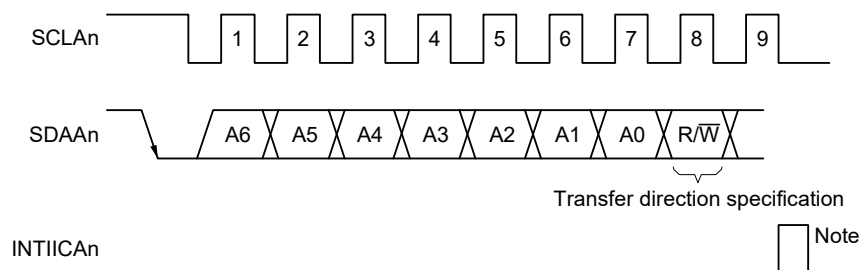 SCLAn 1 2 3 4 5 6 7 8 9
SDAAn A6 A5 A4 A3 A2 A1 A0 R/W̅
Transfer direction specification
INTIICAn Note